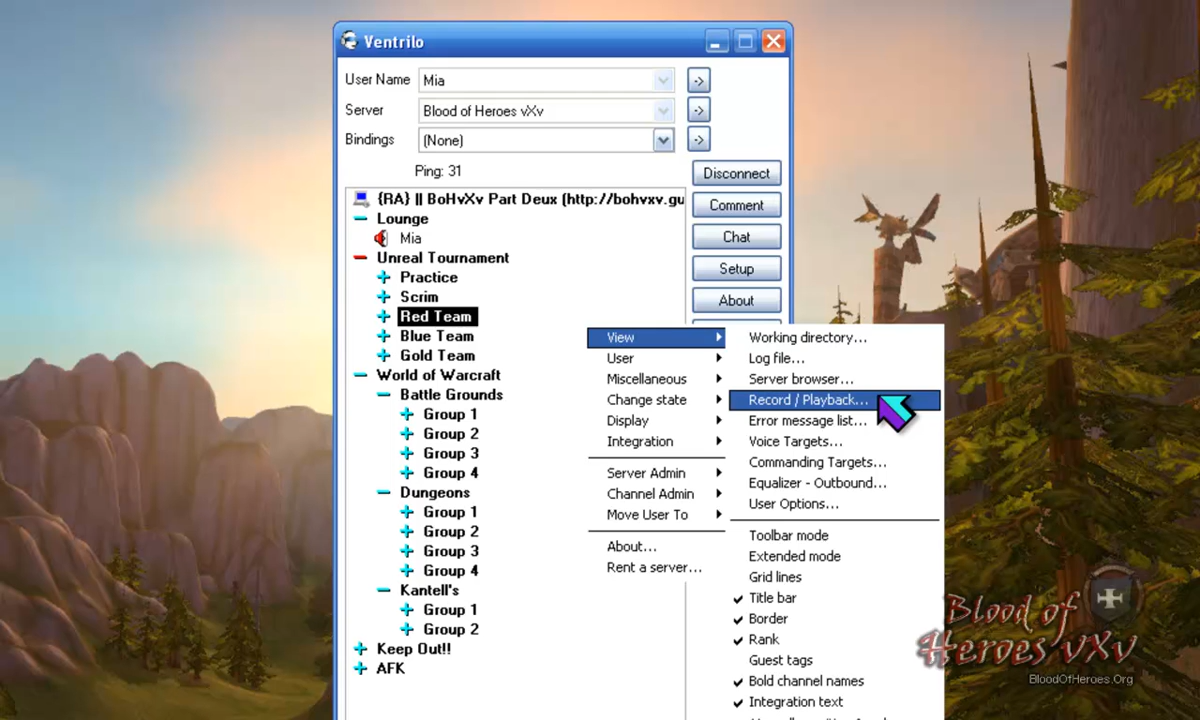 Ventrilo
User Name Mia
Server Blood of Heroes vXv
Bindings (None)
Ping: 31
Disconnect
Comment
Chat
Setup
About
{RA} || BoHvXv Part Deux (http://bohvxv.gu
Lounge
Mia
Unreal Tournament
Practice
Scrim
Red Team
Blue Team
Gold Team
World of Warcraft
Battle Grounds
Group 1
Group 2
Group 3
Group 4
Dungeons
Group 1
Group 2
Group 3
Group 4
Kantell's
Group 1
Group 2
Keep Out!!
AFK
View
User
Miscellaneous
Change state
Display
Integration
Server Admin
Channel Admin
Move User To
About...
Rent a server...
Working directory...
Log file...
Server browser...
Record / Playback...
Error message list...
Voice Targets...
Commanding Targets...
Equalizer - Outbound...
User Options...
Toolbar mode
Extended mode
Grid lines
Title bar
Border
Rank
Guest tags
Bold channel names
Integration text
Blood of
Heroes vXv
BloodOfHeroes.Org